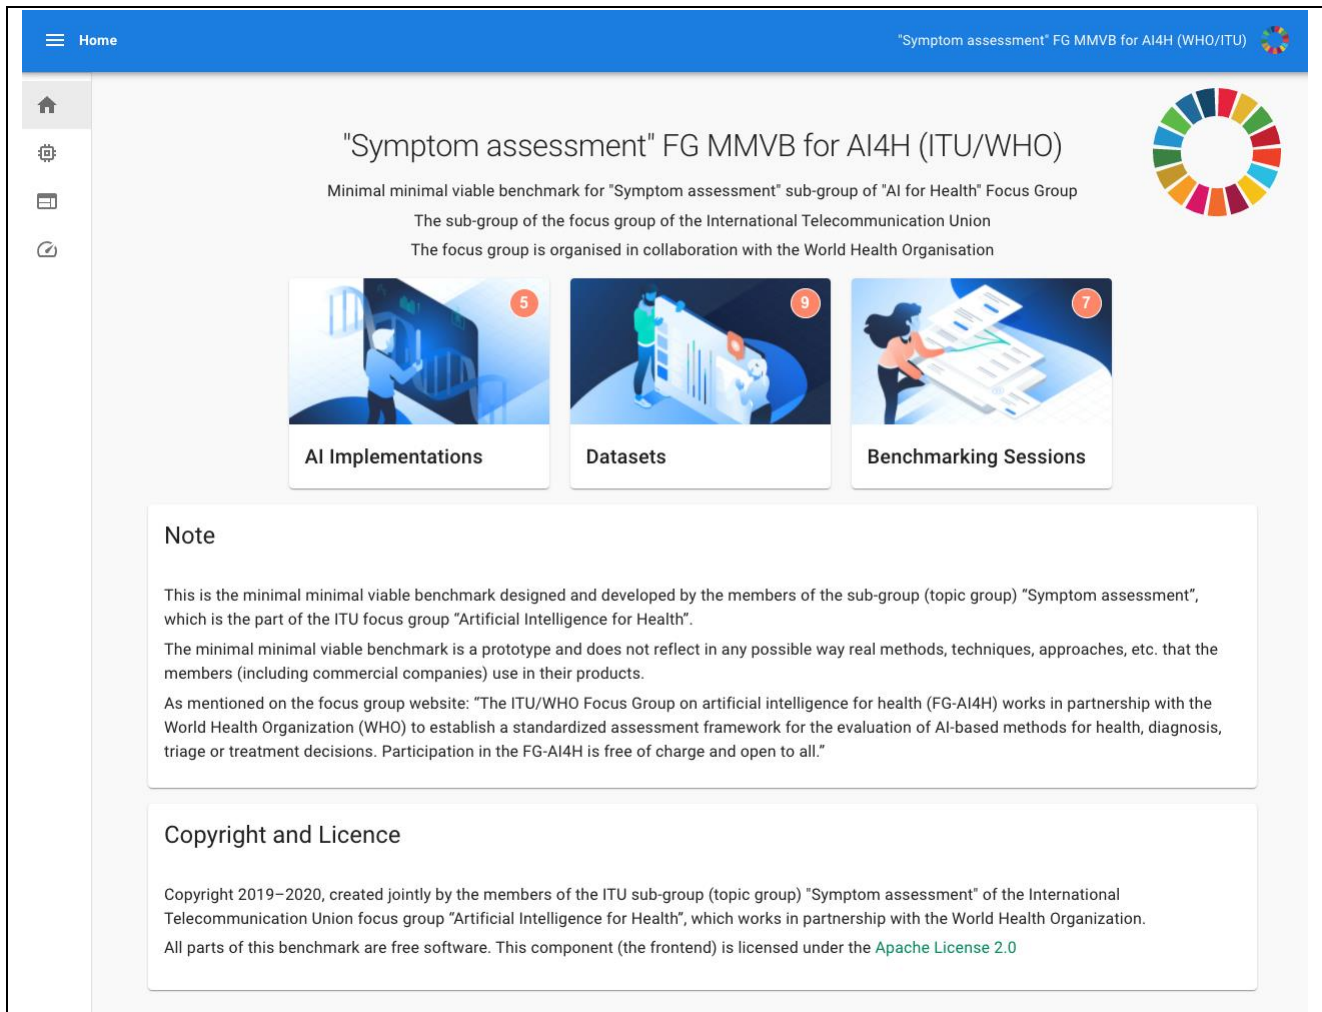 Home
"Symptom assessment" FG MMVB for AI4H (WHO/ITU)
"Symptom assessment" FG MMVB for AI4H (ITU/WHO)
Minimal minimal viable benchmark for "Symptom assessment" sub-group of "AI for Health" Focus Group
The sub-group of the focus group of the International Telecommunication Union
The focus group is organised in collaboration with the World Health Organisation
5
9
7
AI Implementations
Datasets
Benchmarking Sessions
Note
This is the minimal minimal viable benchmark designed and developed by the members of the sub-group (topic group) “Symptom assessment”,
which is the part of the ITU focus group “Artificial Intelligence for Health”.
The minimal minimal viable benchmark is a prototype and does not reflect in any possible way real methods, techniques, approaches, etc. that the
members (including commercial companies) use in their products.
As mentioned on the focus group website: “The ITU/WHO Focus Group on artificial intelligence for health (FG-AI4H) works in partnership with the
World Health Organization (WHO) to establish a standardized assessment framework for the evaluation of AI-based methods for health, diagnosis,
triage or treatment decisions. Participation in the FG-AI4H is free of charge and open to all.”
Copyright and Licence
Copyright 2019–2020, created jointly by the members of the ITU sub-group (topic group) "Symptom assessment" of the International
Telecommunication Union focus group “Artificial Intelligence for Health”, which works in partnership with the World Health Organization.
All parts of this benchmark are free software. This component (the frontend) is licensed under the Apache License 2.0